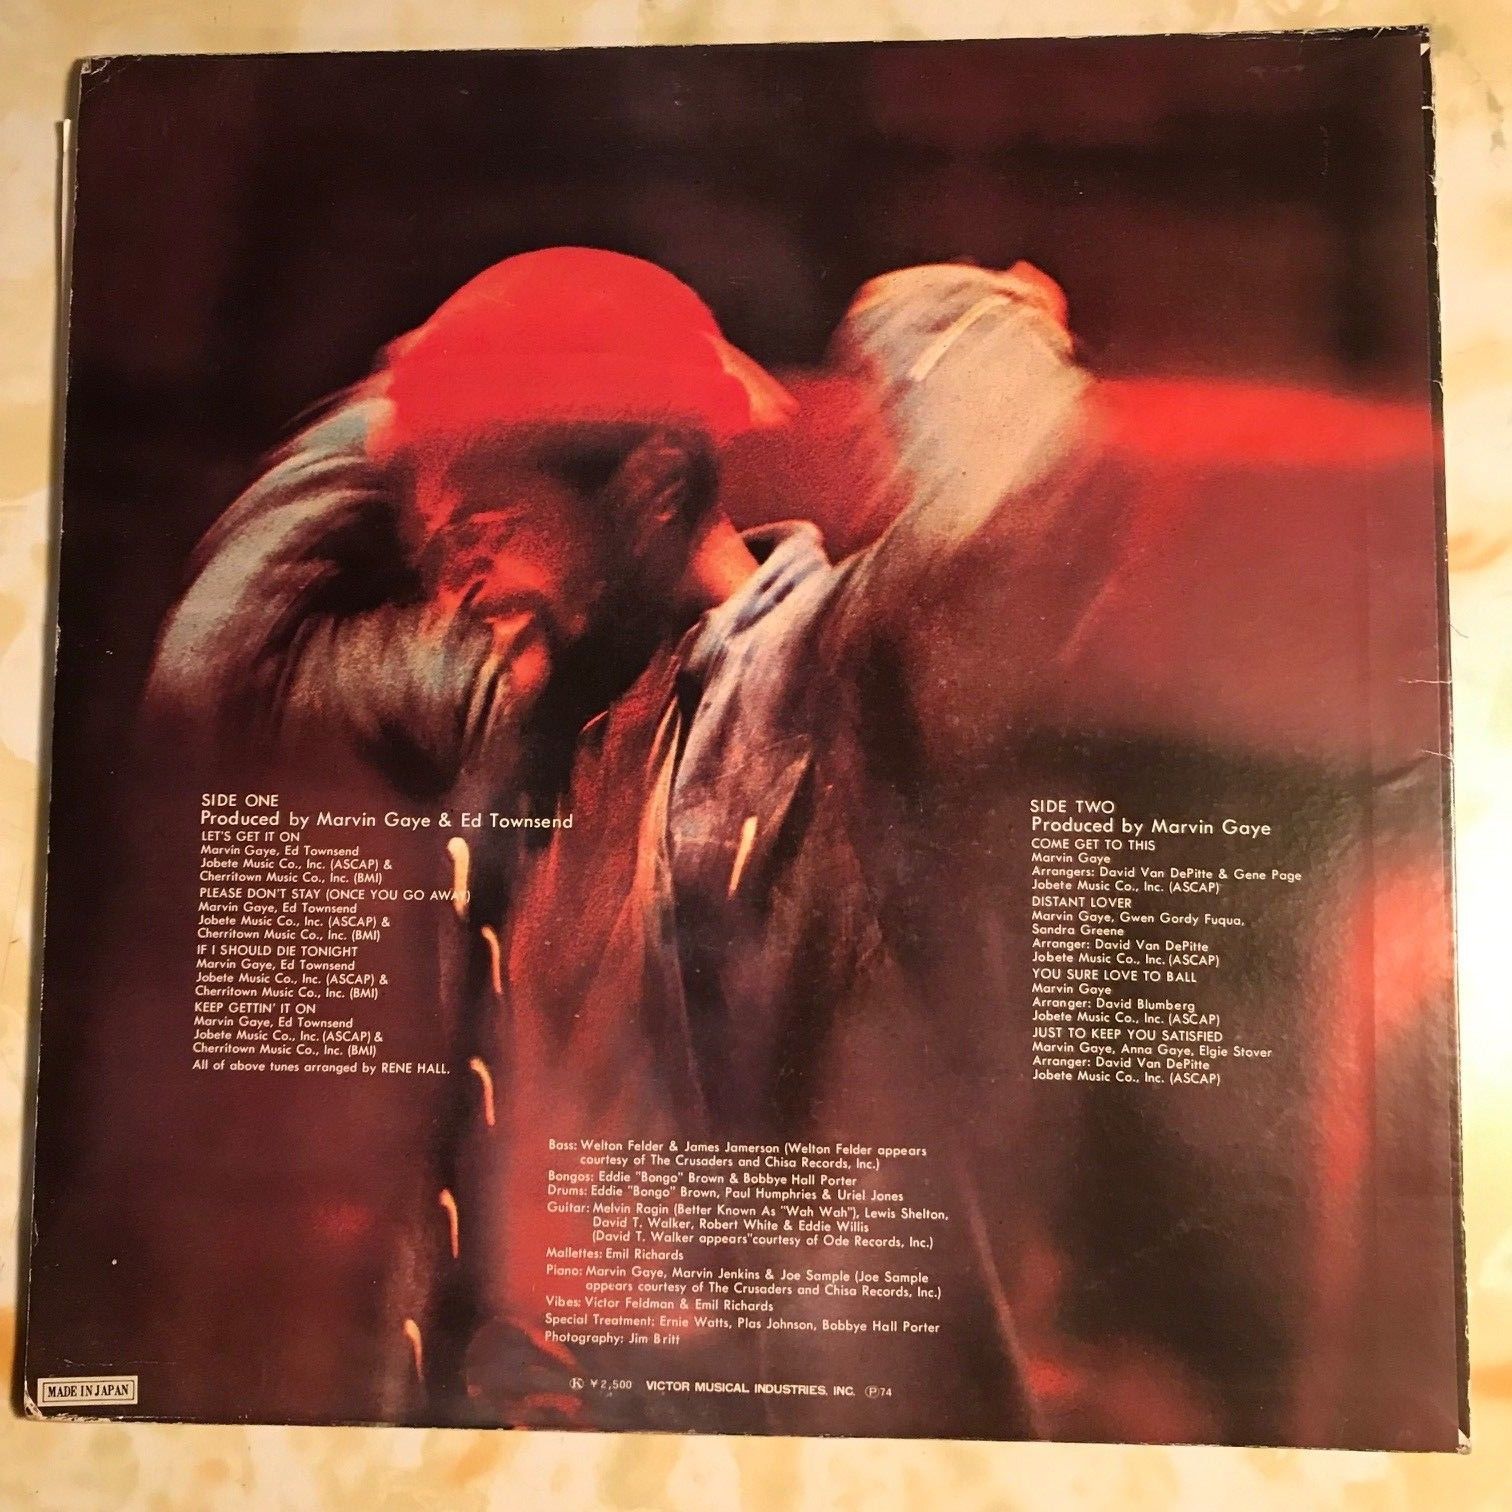 SIDE ONE
Produced by Marvin Gaye & Ed Townsend
LET'S GET IT ON
Marvin Gaye, Ed Townsend
Jobete Music Co., Inc. (ASCAP) &
Cherritown Music Co., Inc. (BMI)
PLEASE DON'T STAY (ONCE YOU GO AWAY)
Marvin Gaye, Ed Townsend
Jobete Music Co., Inc. (ASCAP) &
Cherritown Music Co., Inc. (BMI)
IF I SHOULD DIE TONIGHT
Marvin Gaye, Ed Townsend
Jobete Music Co., Inc. (ASCAP) &
Cherritown Music Co., Inc. (BMI)
KEEP GETTIN' IT ON
Marvin Gaye, Ed Townsend
Jobete Music Co., Inc. (ASCAP) &
Cherritown Music Co., Inc. (BMI)
All of above tunes arranged by RENE HALL.
SIDE TWO
Produced by Marvin Gaye
COME GET TO THIS
Marvin Gaye
Arrangers: David Van DePitte & Gene Page
Jobete Music Co., Inc. (ASCAP)
DISTANT LOVER
Marvin Gaye, Gwen Gordy Fuqua,
Sandra Greene
Arranger: David Van DePitte
Jobete Music Co., Inc. (ASCAP)
YOU SURE LOVE TO BALL
Marvin Gaye
Arranger: David Blumberg
Jobete Music Co., Inc. (ASCAP)
JUST TO KEEP YOU SATISFIED
Marvin Gaye, Anna Gaye, Elgie Stover
Arranger: David Van DePitte
Jobete Music Co., Inc. (ASCAP)
Bass: Welton Felder & James Jamerson (Welton Felder appears
courtesy of The Crusaders and Chisa Records, Inc.)
Bongos: Eddie "Bongo" Brown & Bobbye Hall Porter
Drums: Eddie "Bongo" Brown, Paul Humphries & Uriel Jones
Guitar: Melvin Ragin (Better Known As "Wah Wah"), Lewis Shelton,
David T. Walker, Robert White & Eddie Willis
(David T. Walker appears"courtesy of Ode Records, Inc.)
Mallettes: Emil Richards
Piano: Marvin Gaye, Marvin Jenkins & Joe Sample (Joe Sample
appears courtesy of The Crusaders and Chisa Records, Inc.)
Vibes: Victor Feldman & Emil Richards
Special Treatment: Ernie Watts, Plas Johnson, Bobbye Hall Porter
Photography: Jim Britt
Ⓚ ¥2,500 VICTOR MUSICAL INDUSTRIES, INC. Ⓟ74
MADE IN JAPAN